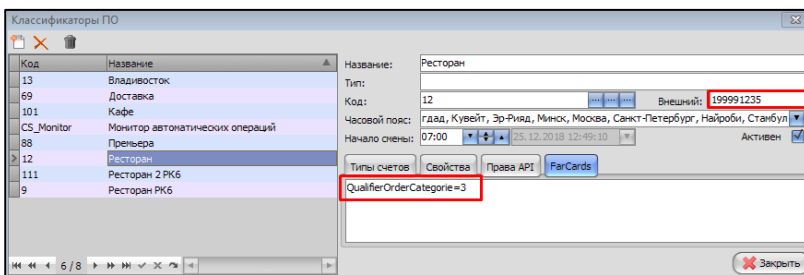 Классификаторы ПО
Код Название
13 Владивосток
69 Доставка
101 Кафе
CS_Monitor Монитор автоматических операций
88 Премьера
12 Ресторан
111 Ресторан 2 РК6
9 Ресторан РК6
6 / 8
Название: Ресторан
Тип:
Код: 12 Внешний: 199991235
Часовой пояс: гдад, Кувейт, Эр-Рияд, Минск, Москва, Санкт-Петербург, Найроби, Стамбул
Начало смены: 07:00 25.12.2018 12:49:10 Активен
Типы счетов Свойства Права API FarCards
QualifierOrderCategorie=3
Закрыть